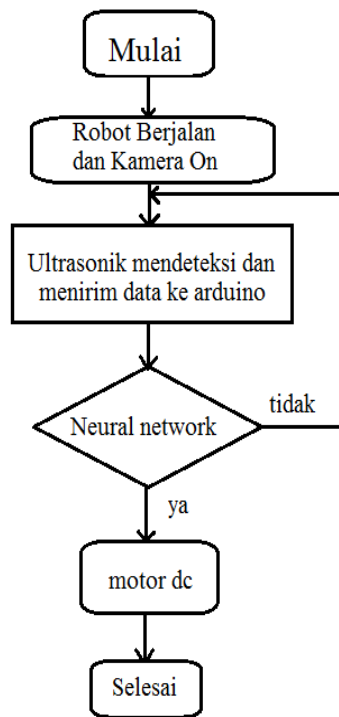 Mulai
Robot Berjalan
dan Kamera On
Ultrasonik mendeteksi dan
menirim data ke arduino
Neural network
tidak
ya
motor dc
Selesai